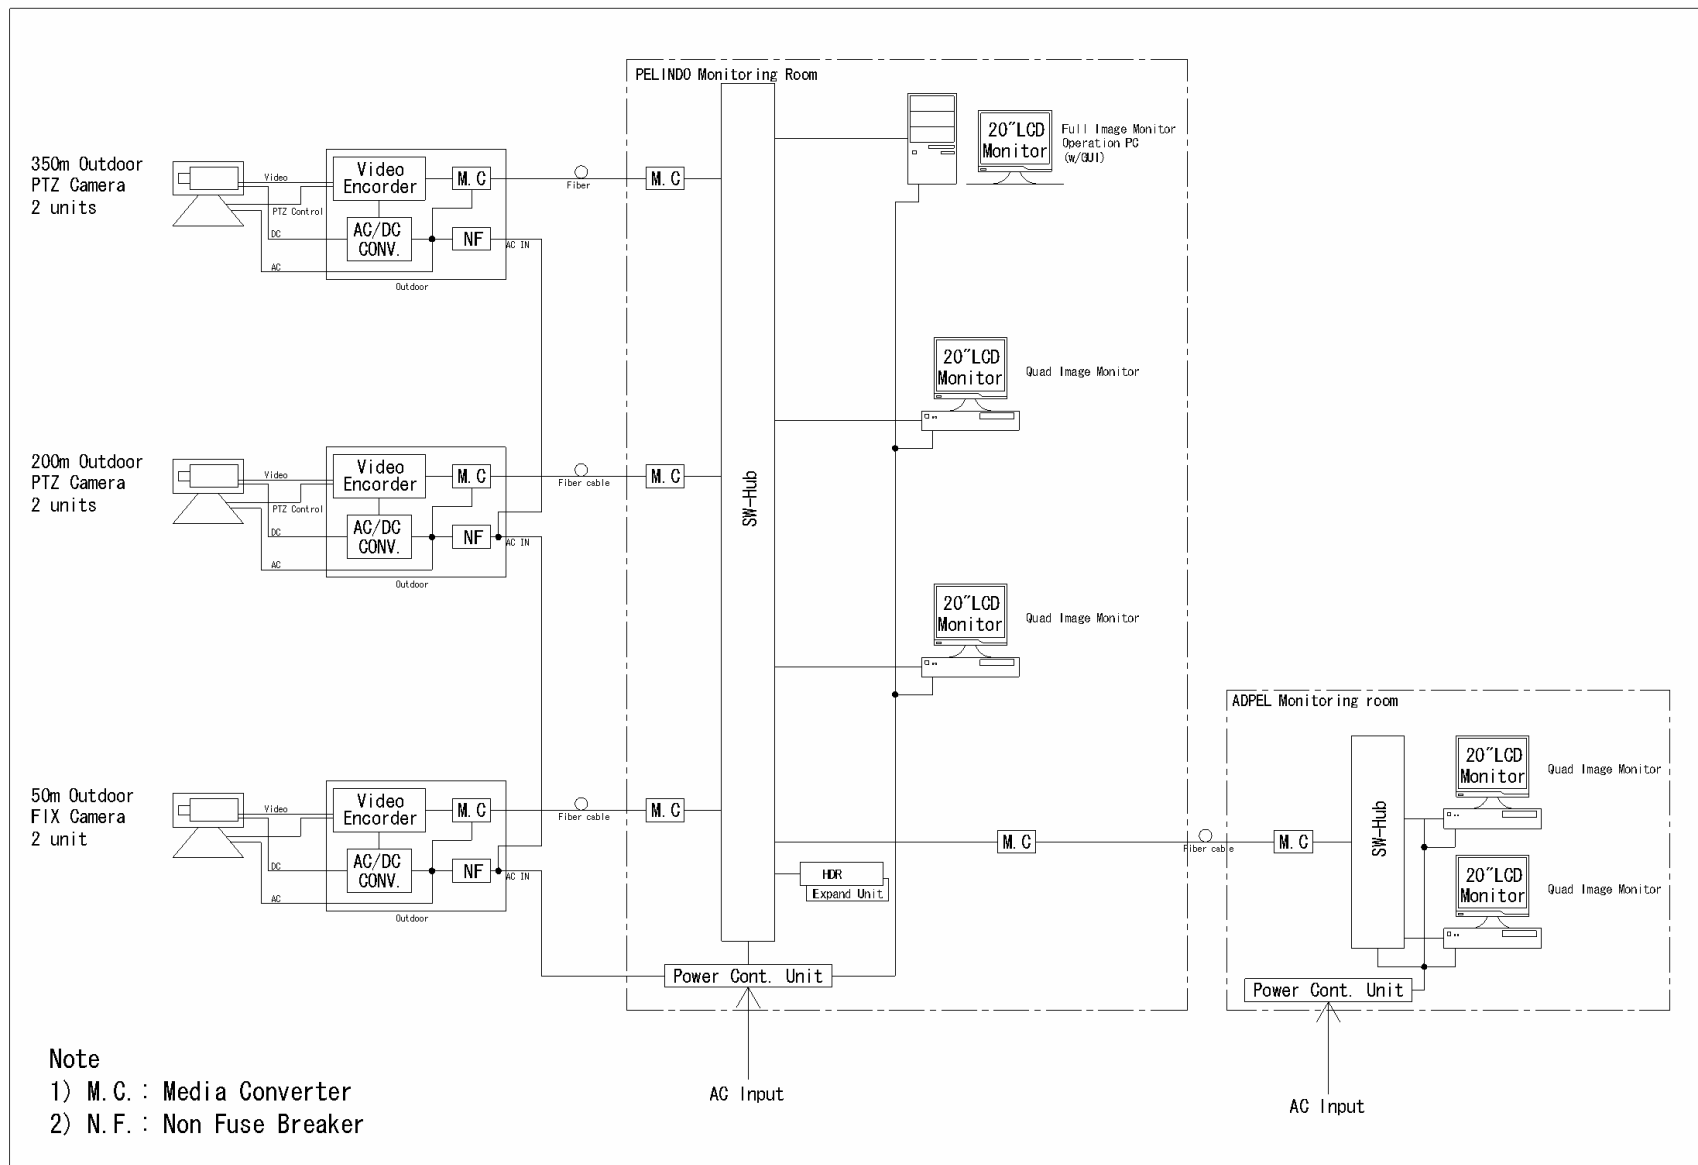 PELINDO Monitoring Room
20"LCD
Monitor
Full Image Monitor
Operation PC
(w/GUI)
350m Outdoor
PTZ Camera
2 units
Video
PTZ Control
DC
AC
Video
Encorder
M.C
AC/DC
CONV.
NF
AC IN
Outdoor
Fiber
M.C
20"LCD
Monitor
Quad Image Monitor
200m Outdoor
PTZ Camera
2 units
Video
PTZ Control
DC
AC
Video
Encorder
M.C
AC/DC
CONV.
NF
AC IN
Outdoor
Fiber cable
M.C
SW-Hub
20"LCD
Monitor
Quad Image Monitor
50m Outdoor
FIX Camera
2 unit
Video
DC
AC
Video
Encorder
M.C
AC/DC
CONV.
NF
AC IN
Outdoor
Fiber cable
M.C
HDR
Expand Unit
M.C
Fiber cable
Power Cont. Unit
AC Input
ADPEL Monitoring room
M.C
SW-Hub
20"LCD
Monitor
Quad Image Monitor
20"LCD
Monitor
Quad Image Monitor
Power Cont. Unit
AC Input
Note
1) M.C.: Media Converter
2) N.F.: Non Fuse Breaker